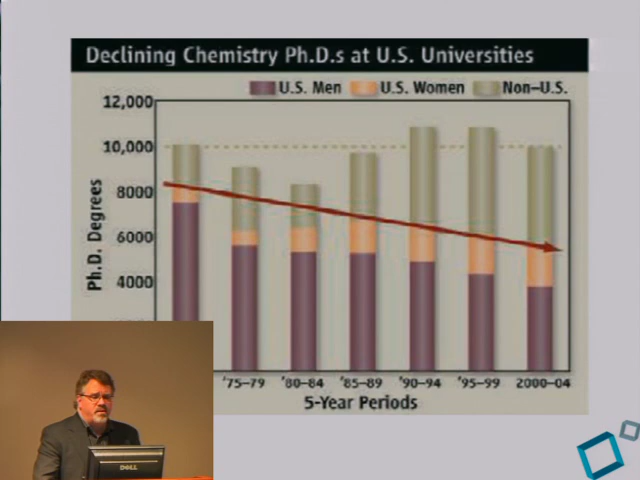 Declining Chemistry Ph.D.s at U.S. Universities
U.S. Men U.S. Women Non-U.S.
12,000
10,000
8000
6000
4000
Ph.D. Degrees
'75-79 '80-84 '85-89 '90-94 '95-99 2000-04
5-Year Periods
DELL